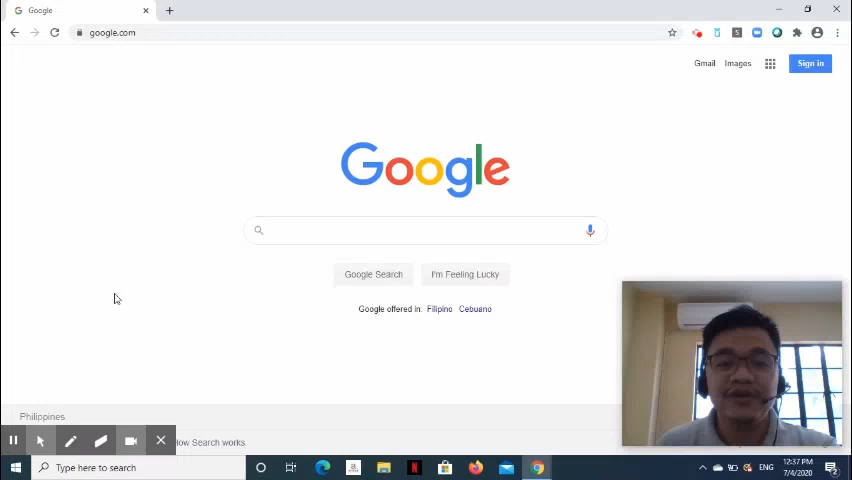 Google
google.com
Gmail Images Sign in
Google
Google Search I'm Feeling Lucky
Google offered in: Filipino Cebuano
Philippines
How Search works
Type here to search
ENG
12:37 PM
7/4/2020